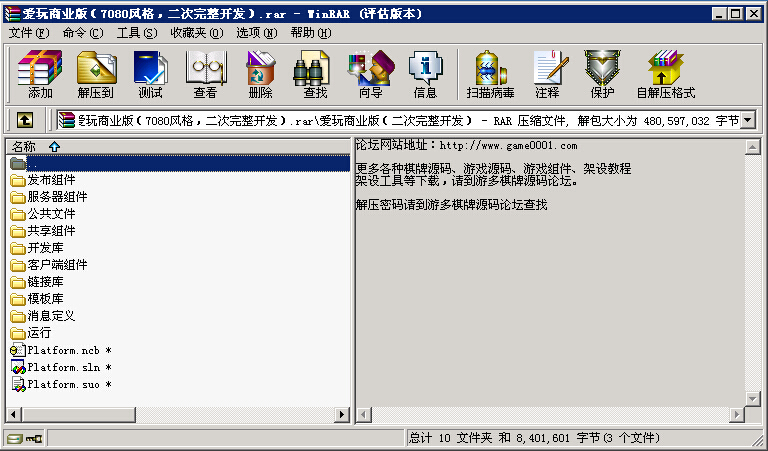 爱玩商业版（7080风格，二次完整开发）.rar - WinRAR (评估版本)
文件(F) 命令(C) 工具(S) 收藏夹(O) 选项(N) 帮助(H)
添加 解压到 测试 查看 删除 查找 向导 信息 扫描病毒 注释 保护 自解压格式
玩商业版（7080风格，二次完整开发）.rar\爱玩商业版（二次完整开发） - RAR 压缩文件, 解包大小为 480,597,032 字节
名称
..
发布组件
服务器组件
公共文件
共享组件
开发库
客户端组件
链接库
模板库
消息定义
运行
Platform.ncb *
Platform.sln *
Platform.suo *
论坛网站地址：http://www.game0001.com
更多各种棋牌源码、游戏源码、游戏组件、架设教程
架设工具等下载，请到游多棋牌源码论坛。
解压密码请到游多棋牌源码论坛查找
总计 10 文件夹 和 8,401,601 字节(3 个文件)